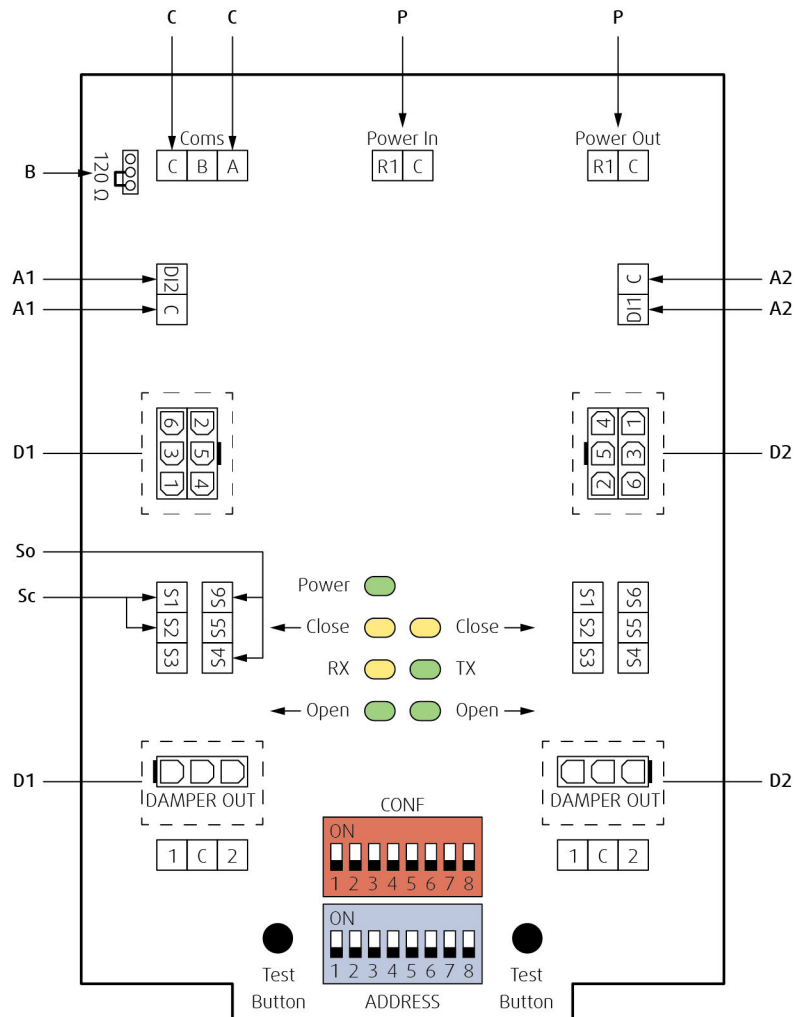 C C P P
Coms Power In Power Out
B 120 Ω C B A R1 C R1 C
A1 DI2 C A2
A1 C DI1 A2
6 2 4 1
D1 3 5 5 3 D2
1 4 2 6
So
Power
Sc S1 S6 S1 S6
S2 S5 Close Close S2 S5
S3 S4 RX TX S3 S4
Open Open
D1 D2
DAMPER OUT DAMPER OUT
CONF
1 C 2 ON 1 C 2
1 2 3 4 5 6 7 8
ON
1 2 3 4 5 6 7 8
Test Test
Button ADDRESS Button